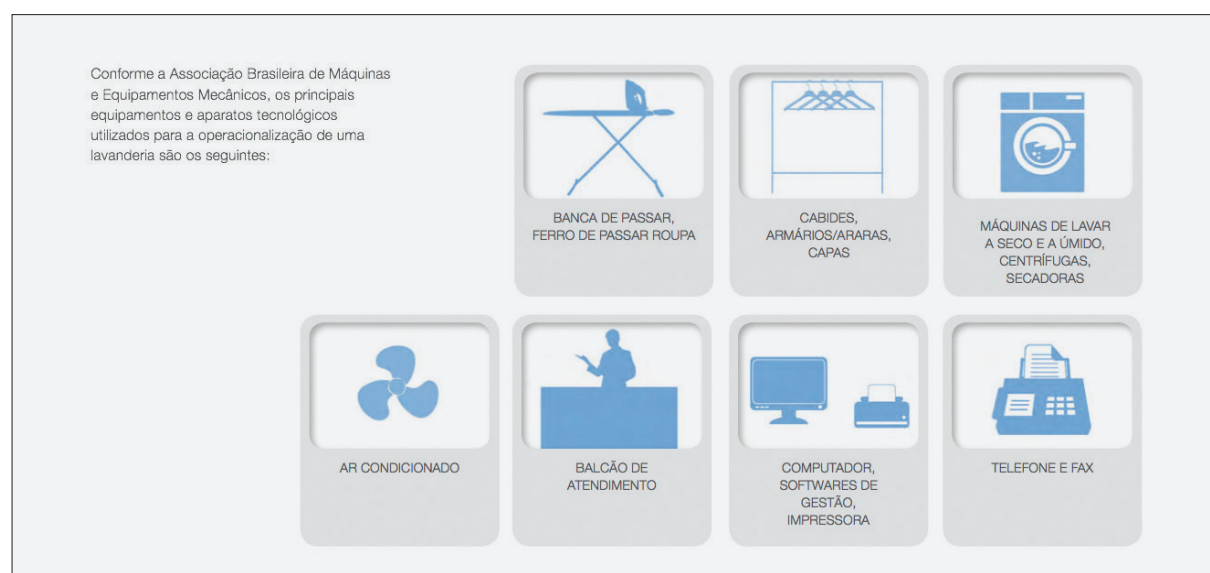 Conforme a Associação Brasileira de Máquinas
e Equipamentos Mecânicos, os principais
equipamentos e aparatos tecnológicos
utilizados para a operacionalização de uma
lavanderia são os seguintes:
BANCA DE PASSAR,
FERRO DE PASSAR ROUPA
CABIDES,
ARMÁRIOS/ARARAS,
CAPAS
MÁQUINAS DE LAVAR
A SECO E A ÚMIDO,
CENTRÍFUGAS,
SECADORAS
AR CONDICIONADO
BALCÃO DE
ATENDIMENTO
COMPUTADOR,
SOFTWARES DE
GESTÃO,
IMPRESSORA
TELEFONE E FAX